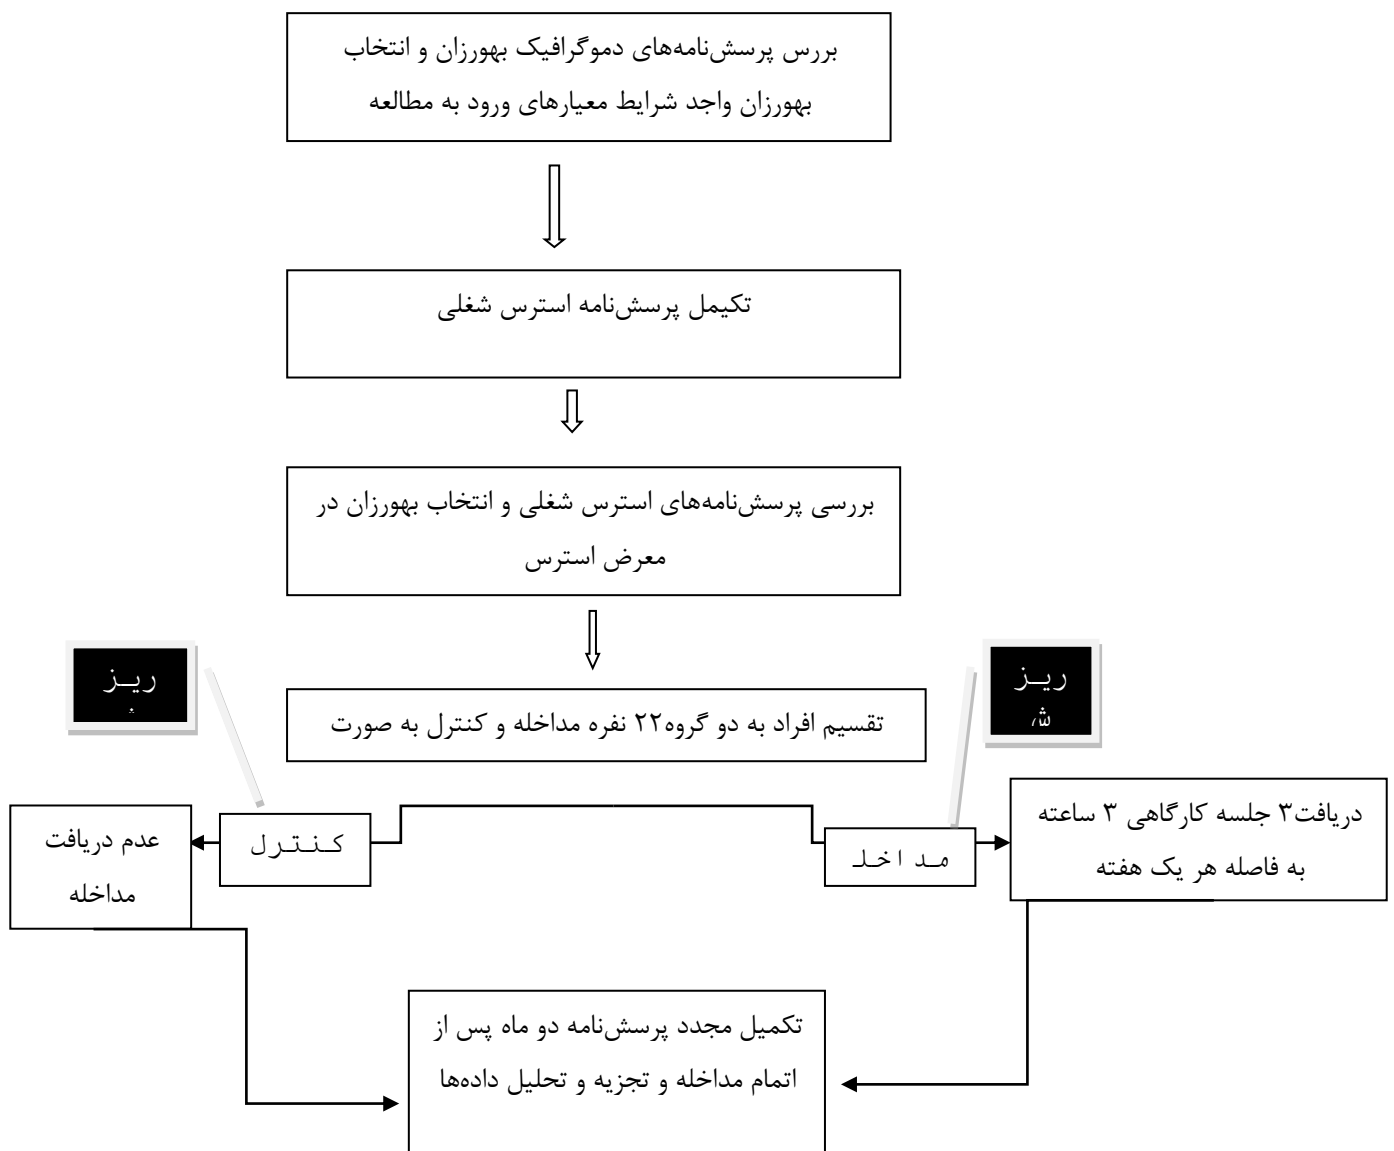 بررس پرسش‌نامه‌های دموگرافیک بهورزان و انتخاب
بهورزان واجد شرایط معیارهای ورود به مطالعه
تکیمل پرسش‌نامه استرس شغلی
بررسی پرسش‌نامه‌های استرس شغلی و انتخاب بهورزان در
معرض استرس
ریـز
ریـز
تقسیم افراد به دو گروه۲۲ نفره مداخله و کنترل به صورت
دریافت۳ جلسه کارگاهی ۳ ساعته
به فاصله هر یک هفته
مـداخلـ
کـنـتـرل
عدم دریافت
مداخله
تکمیل مجدد پرسش‌نامه دو ماه پس از
اتمام مداخله و تجزیه و تحلیل داده‌ها